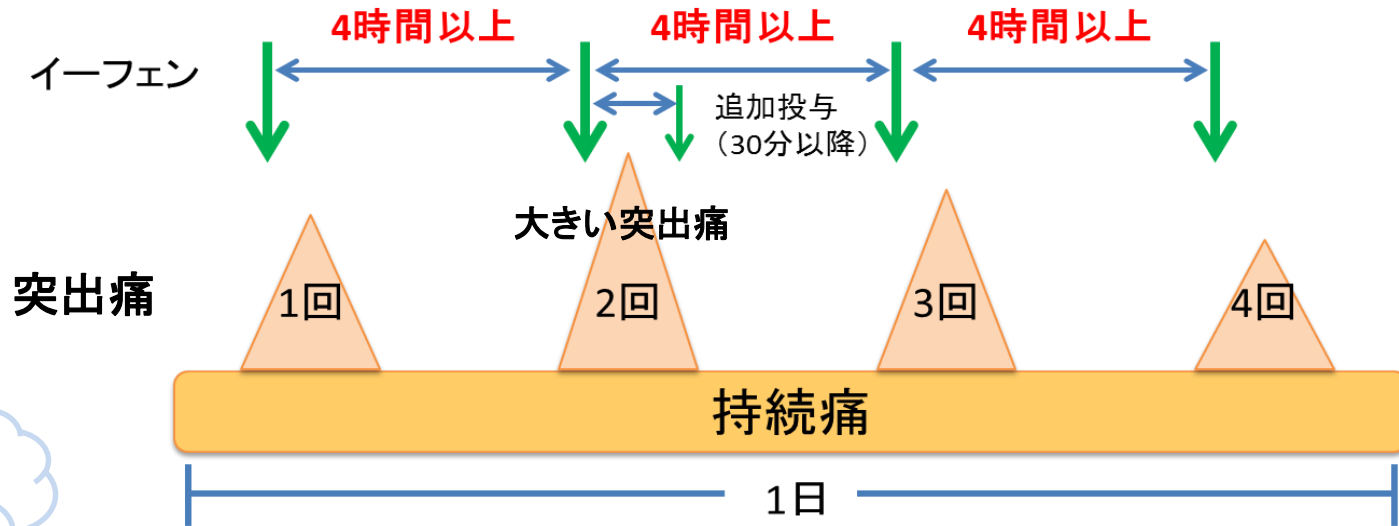 4時間以上
4時間以上
4時間以上
イーフェン
追加投与
（30分以降）
大きい突出痛
突出痛
1回
2回
3回
4回
持続痛
1日